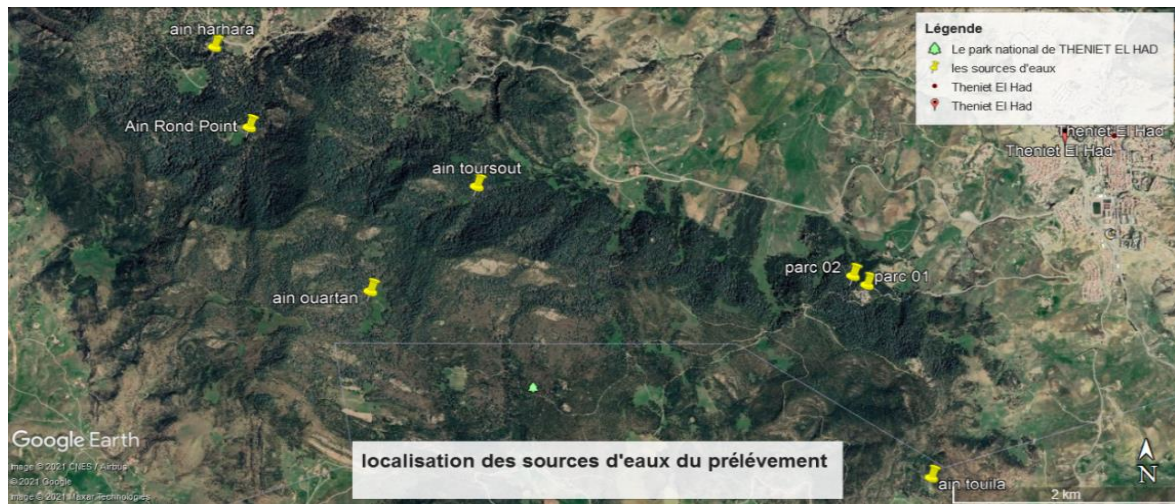 ain harhara
Légende
Le park national de THENIET EL HAD
les sources d'eaux
Theniet El Had
Theniet El Had
Ain Rond Point
Theniet El Had
Theniet El Had
ain toursout
parc 02
parc 01
ain ouartan
Google Earth
localisation des sources d'eaux du prélévement
Image © 2021 CNES / Airbus
© 2021 Google
Image © 2021 Maxar Technologies
ain touila
2 km
N